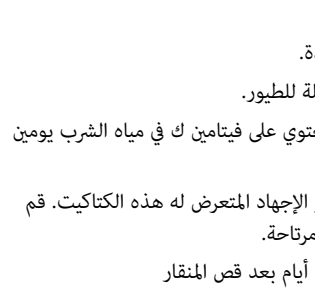 ة.
لة للطيور.
توي على فيتامين ك في مياه الشرب يومين
الإجهاد المتعرض له هذه الكتاكيت. قم
مرتاحة.
أيام بعد قص المنقار